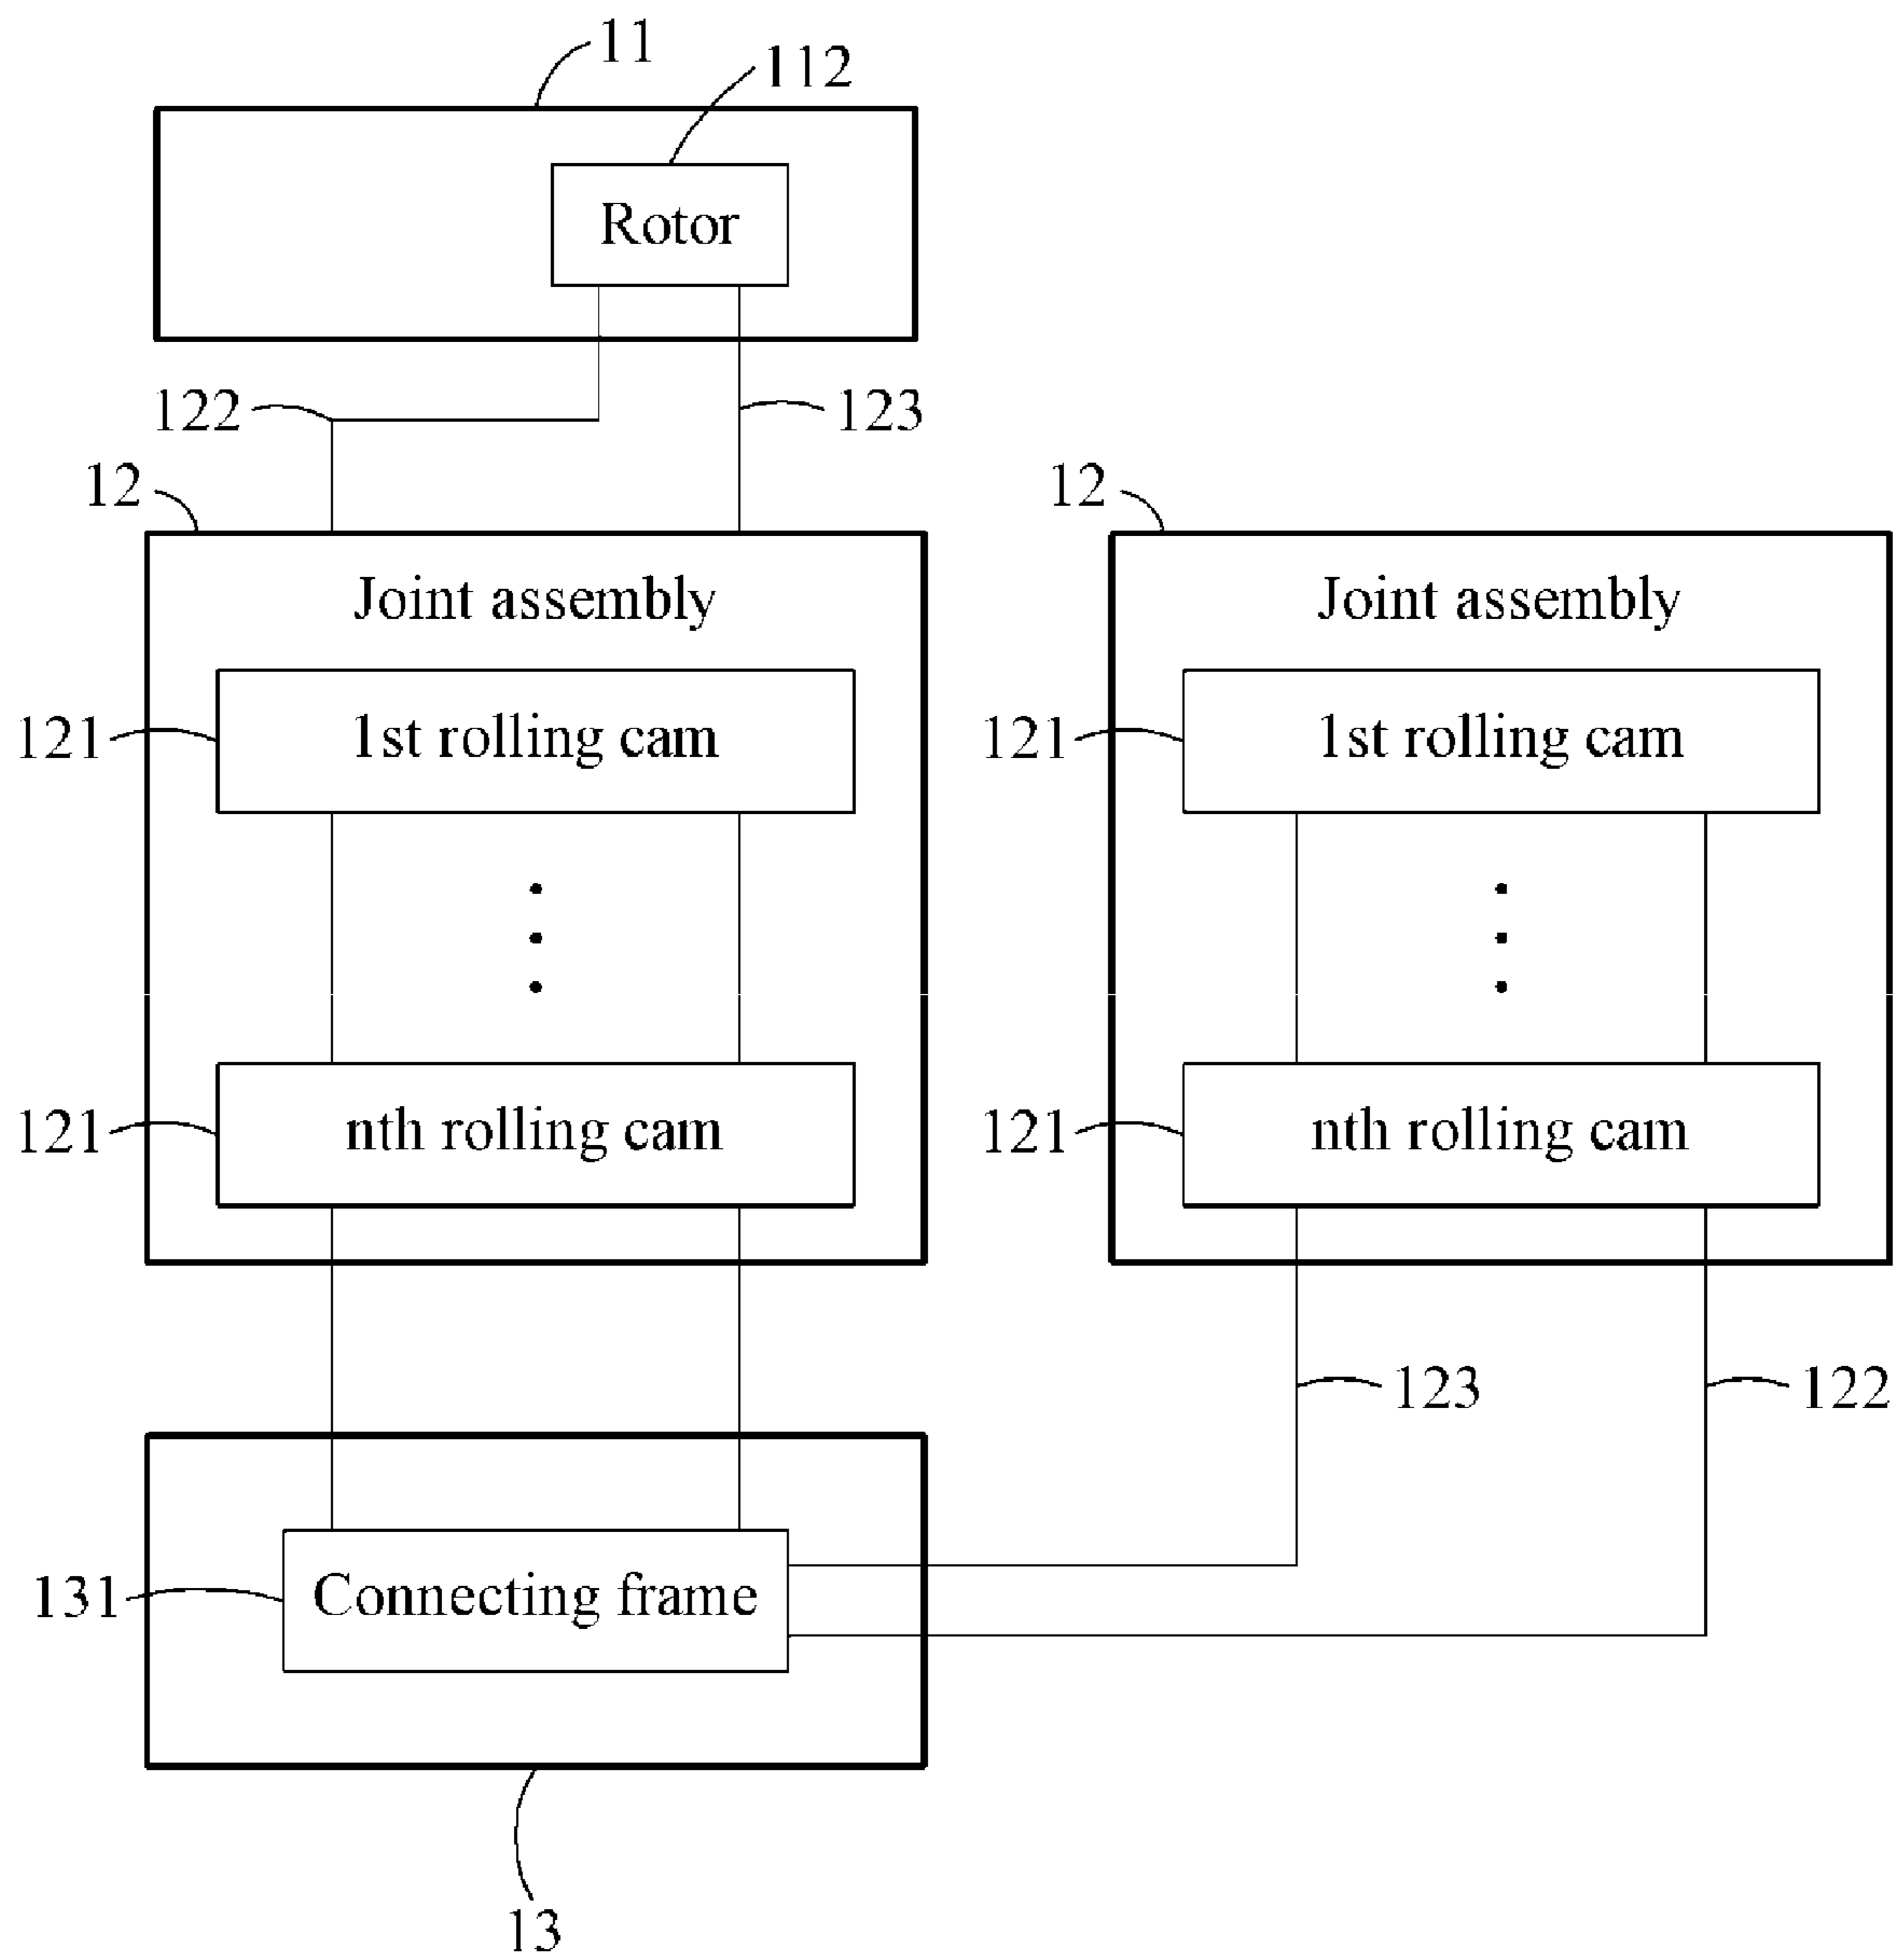 11
112
Rotor
122
123
12
12
Joint assembly
Joint assembly
121
1st rolling cam
121
1st rolling cam
121
nth rolling cam
121
nth rolling cam
123
122
131
Connecting frame
13